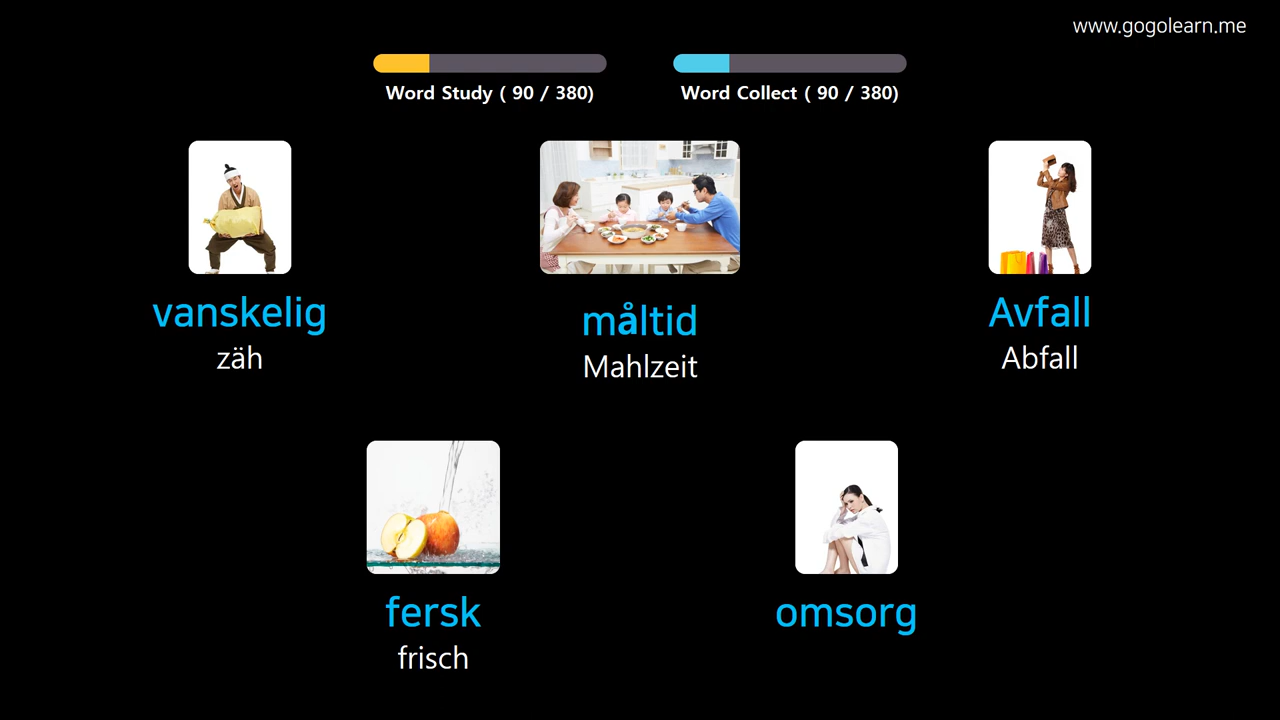 www.gogolearn.me
Word Study ( 90 / 380)
Word Collect ( 90 / 380)
vanskelig
zäh
måltid
Mahlzeit
Avfall
Abfall
fersk
frisch
omsorg